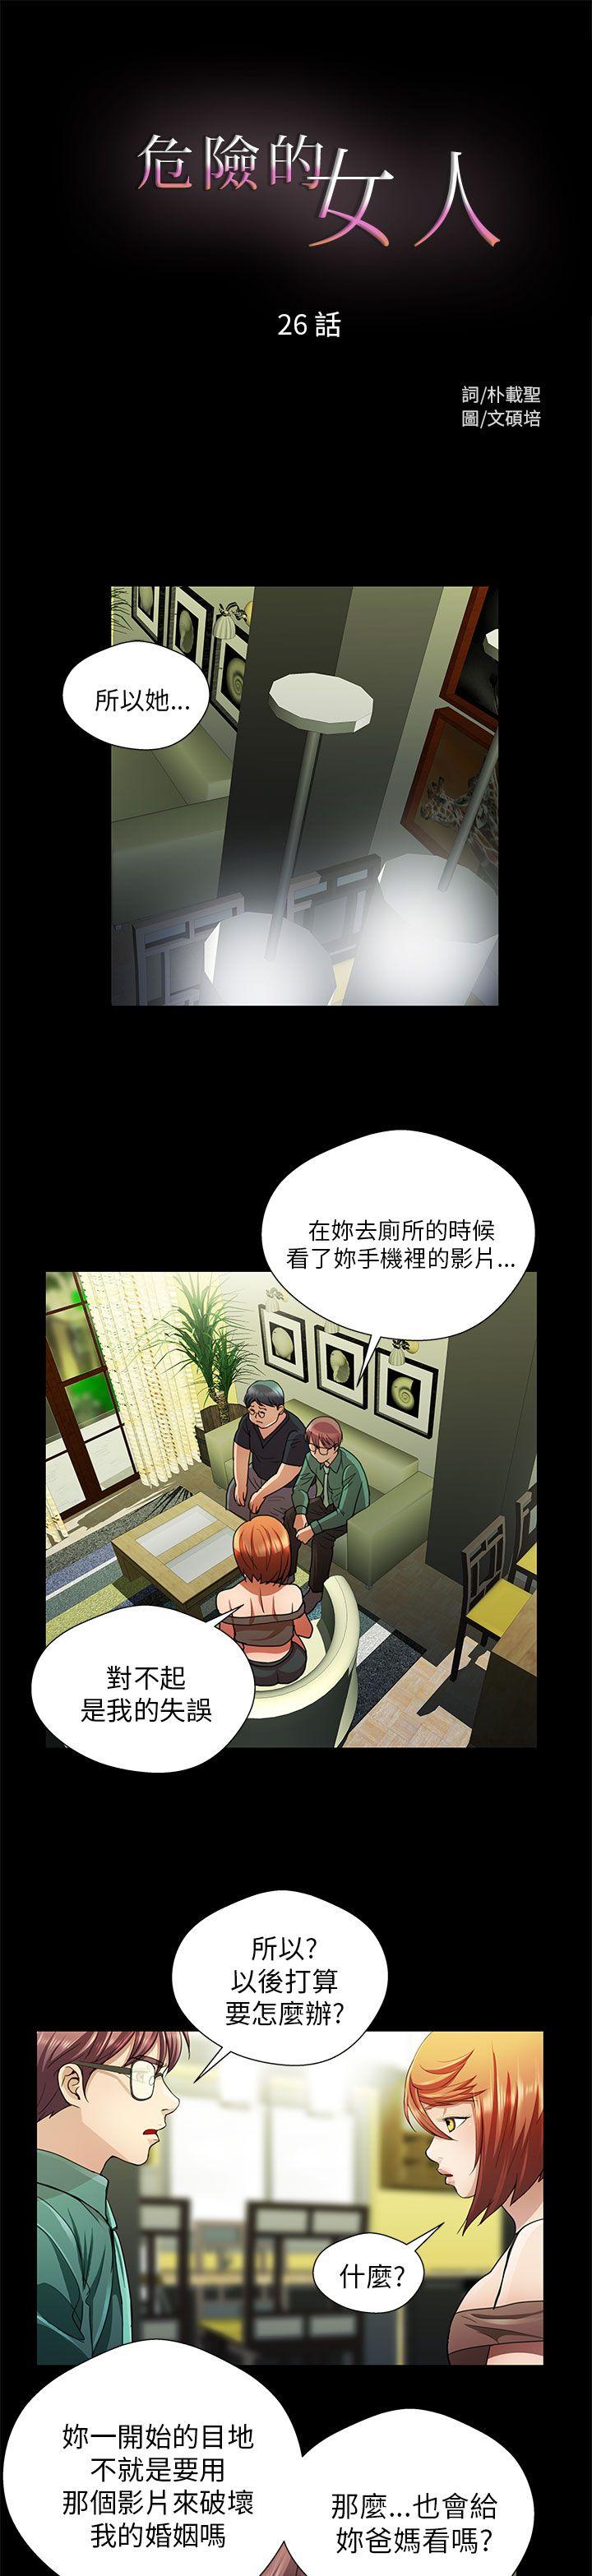 危險的女人
26 話
詞/朴載聖
圖/文碩培
所以她...
在妳去廁所的時候
看了妳手機裡的影片...
對不起
是我的失誤
所以?
以後打算
要怎麼辦?
什麼?
妳一開始的目地
不就是要用
那個影片來破壞
我的婚姻嗎
那麼...也會給
妳爸媽看嗎?